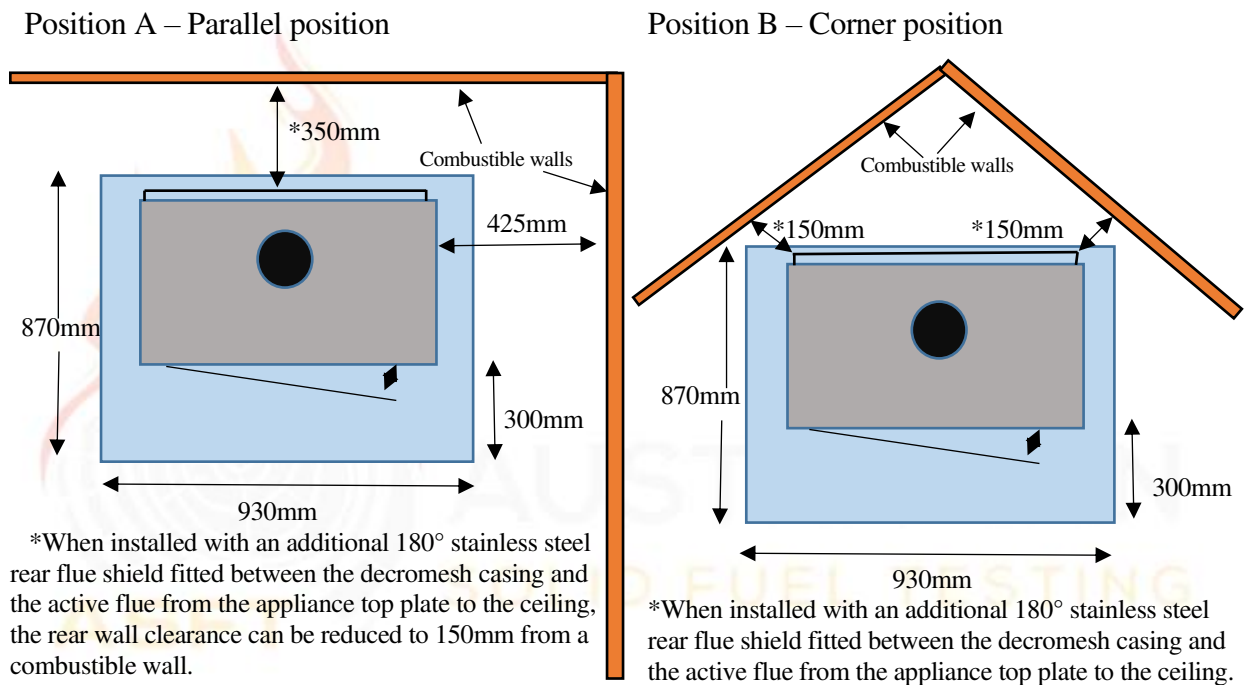 Position A – Parallel position
*350mm
Combustible walls
425mm
870mm
300mm
930mm
*When installed with an additional 180° stainless steel
rear flue shield fitted between the decromesh casing and
the active flue from the appliance top plate to the ceiling,
the rear wall clearance can be reduced to 150mm from a
combustible wall.
Position B – Corner position
Combustible walls
*150mm
*150mm
870mm
300mm
930mm
*When installed with an additional 180° stainless steel
rear flue shield fitted between the decromesh casing and
the active flue from the appliance top plate to the ceiling.
SOLID FUEL TESTING
ASFT